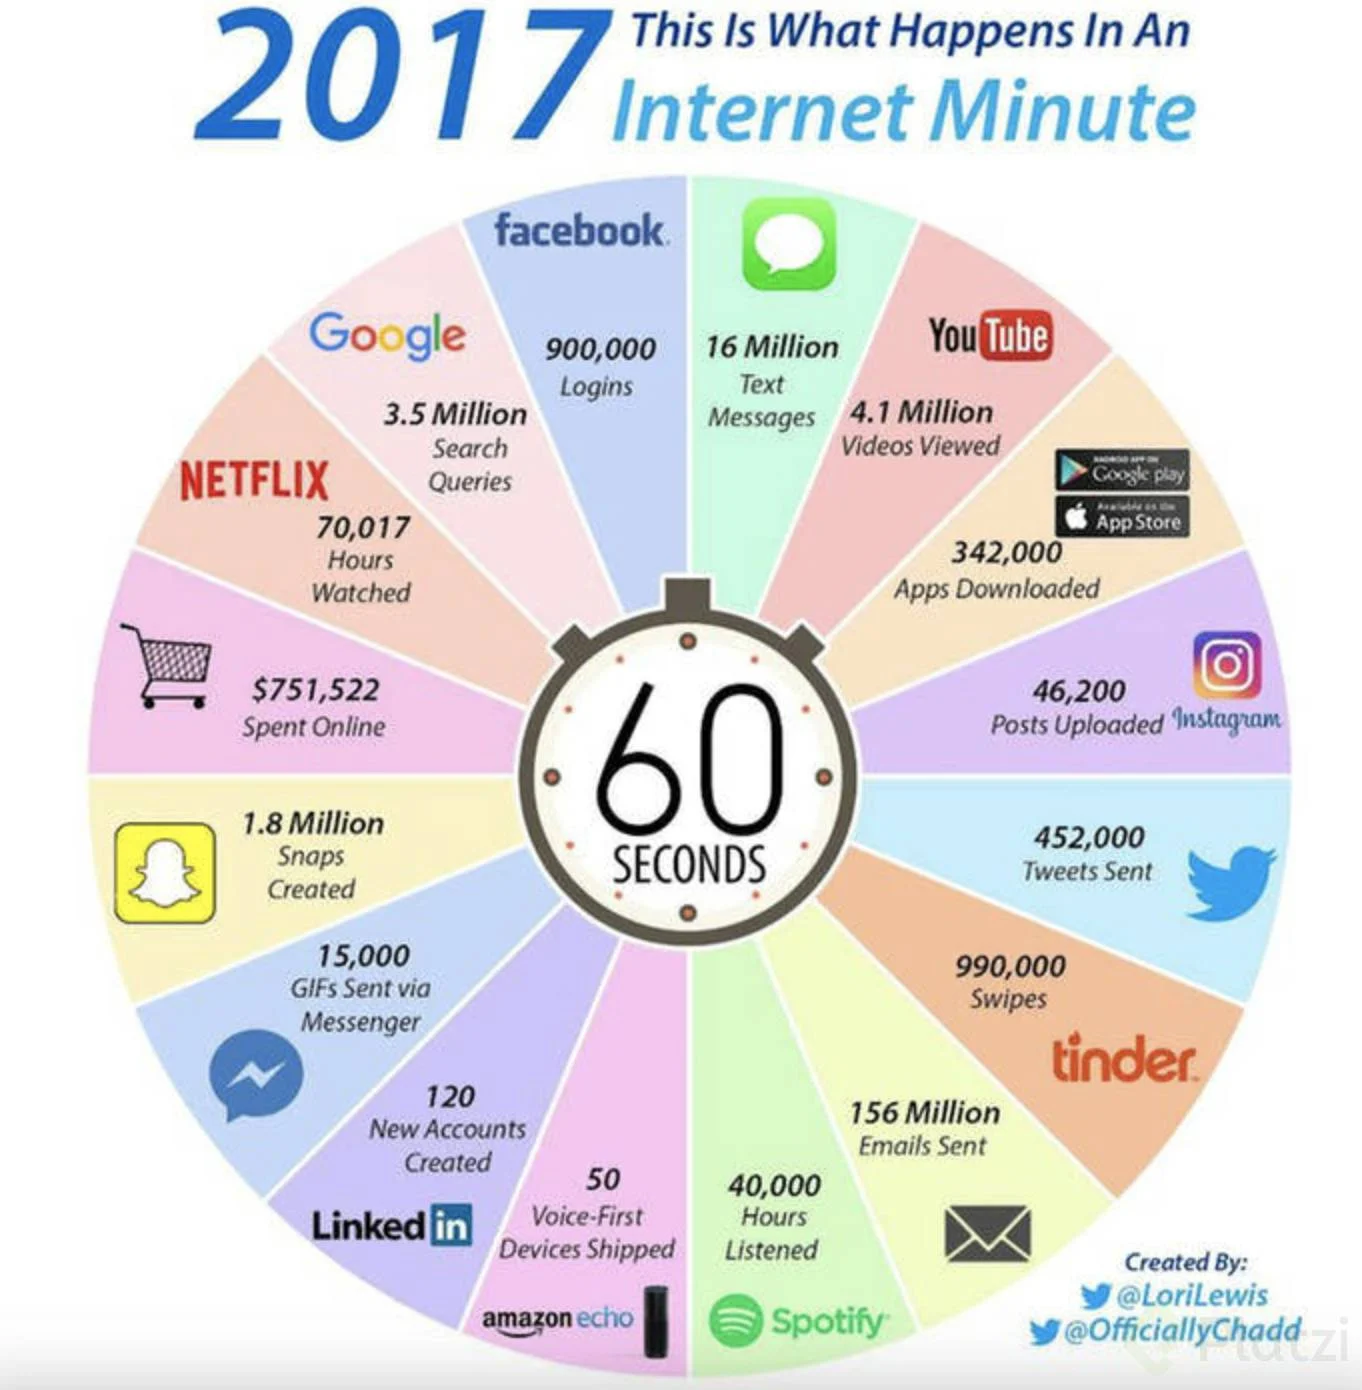 2017 This Is What Happens In An
Internet Minute
facebook
900,000
Logins
16 Million
Text
Messages
YouTube
4.1 Million
Videos Viewed
ANDROID APP ON
Google play
Available on the
App Store
342,000
Apps Downloaded
46,200
Posts Uploaded
Instagram
452,000
Tweets Sent
990,000
Swipes
tinder
156 Million
Emails Sent
40,000
Hours
Listened
Spotify
50
Voice-First
Devices Shipped
amazon echo
120
New Accounts
Created
Linked in
15,000
GIFs Sent via
Messenger
1.8 Million
Snaps
Created
$751,522
Spent Online
NETFLIX
70,017
Hours
Watched
Google
3.5 Million
Search
Queries
60
SECONDS
Created By:
@LoriLewis
@OfficiallyChadd
Platzi